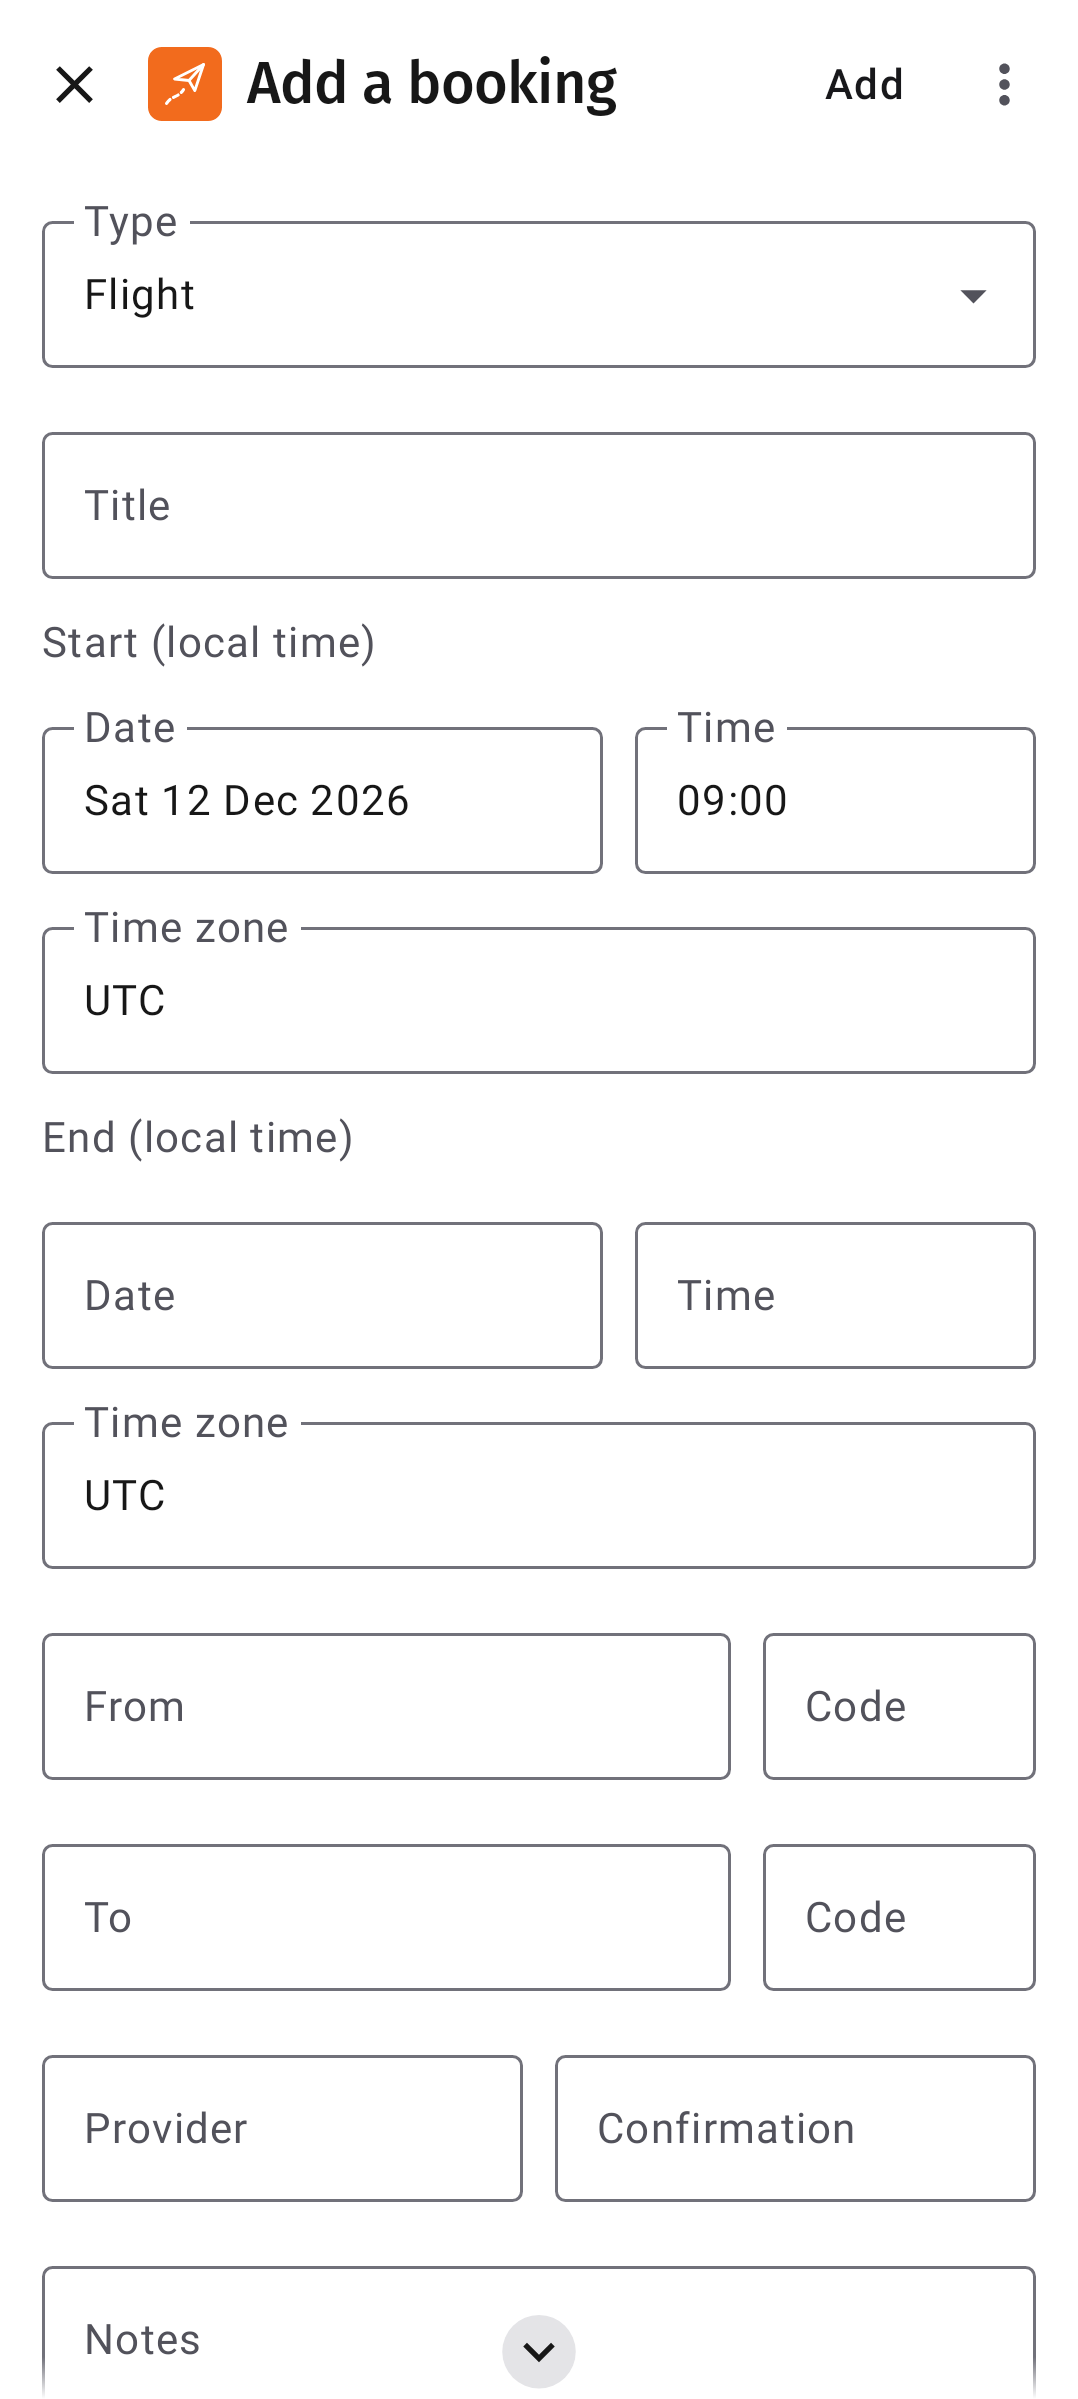 Add a booking
Add
Type
Flight
Title
Start (local time)
Date
Sat 12 Dec 2026
Time
09:00
Time zone
UTC
End (local time)
Date
Time
Time zone
UTC
From
Code
To
Code
Provider
Confirmation
Notes